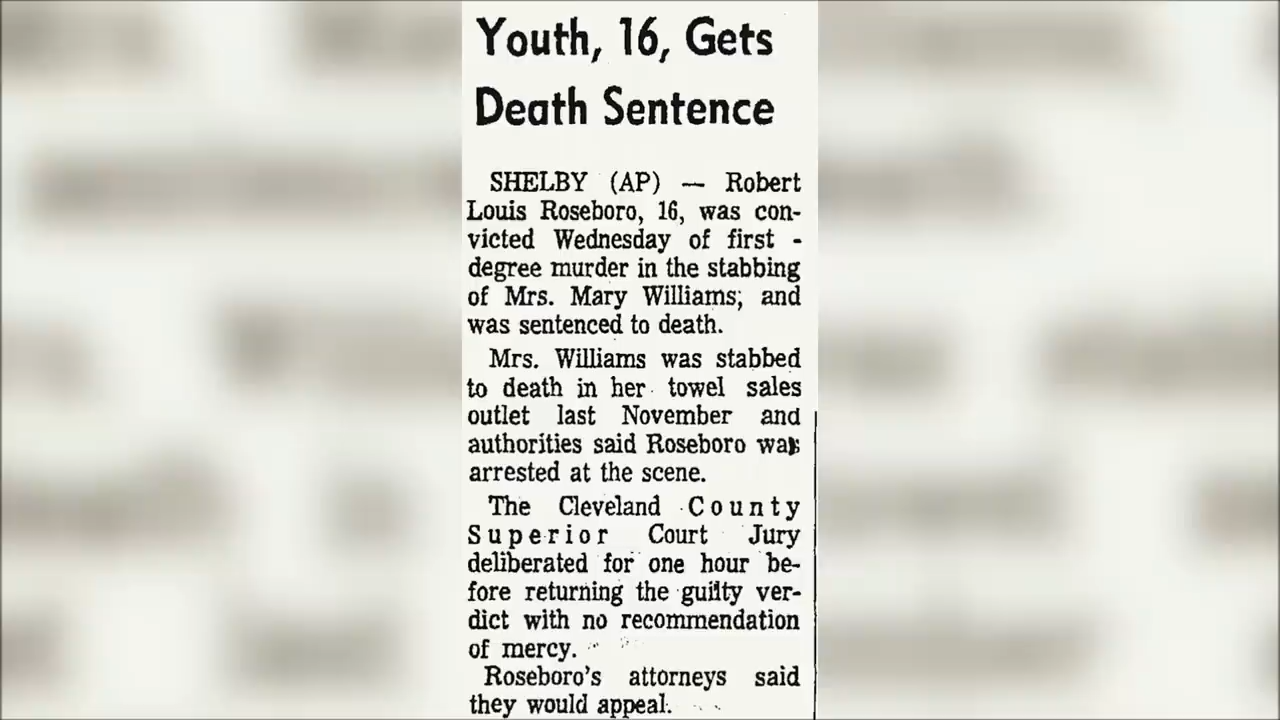 Youth, 16, Gets
Death Sentence
SHELBY (AP) — Robert
Louis Roseboro, 16, was con-
victed Wednesday of first -
degree murder in the stabbing
of Mrs. Mary Williams, and
was sentenced to death.
Mrs. Williams was stabbed
to death in her towel sales
outlet last November and
authorities said Roseboro was
arrested at the scene.
The Cleveland County
Superior Court Jury
deliberated for one hour be-
fore returning the guilty ver-
dict with no recommendation
of mercy.
Roseboro's attorneys said
they would appeal.